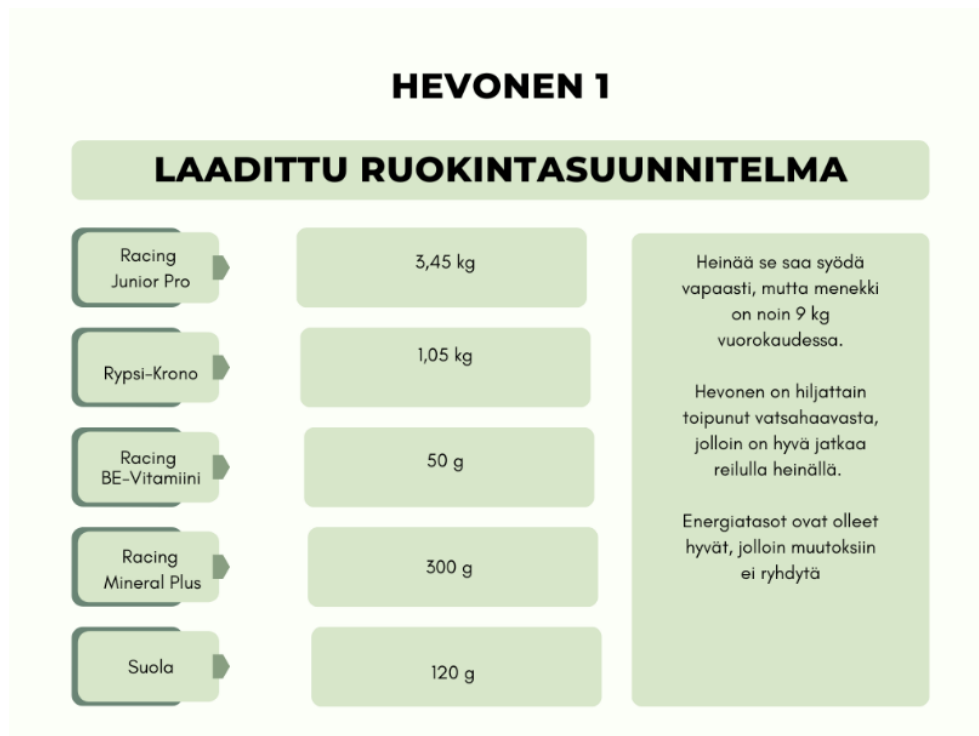 HEVONEN 1
LAADITTU RUOKINTASUUNNITELMA
Racing
Junior Pro
3,45 kg
Rypsi-Krono
1,05 kg
Racing
BE-Vitamiini
50 g
Racing
Mineral Plus
300 g
Suola
120 g
Heinää se saa syödä
vapaasti, mutta menekki
on noin 9 kg
vuorokaudessa.
Hevonen on hiljattain
toipunut vatsahaavasta,
jolloin on hyvä jatkaa
reilulla heinällä.
Energiatasot ovat olleet
hyvät, jolloin muutoksiin
ei ryhdytä